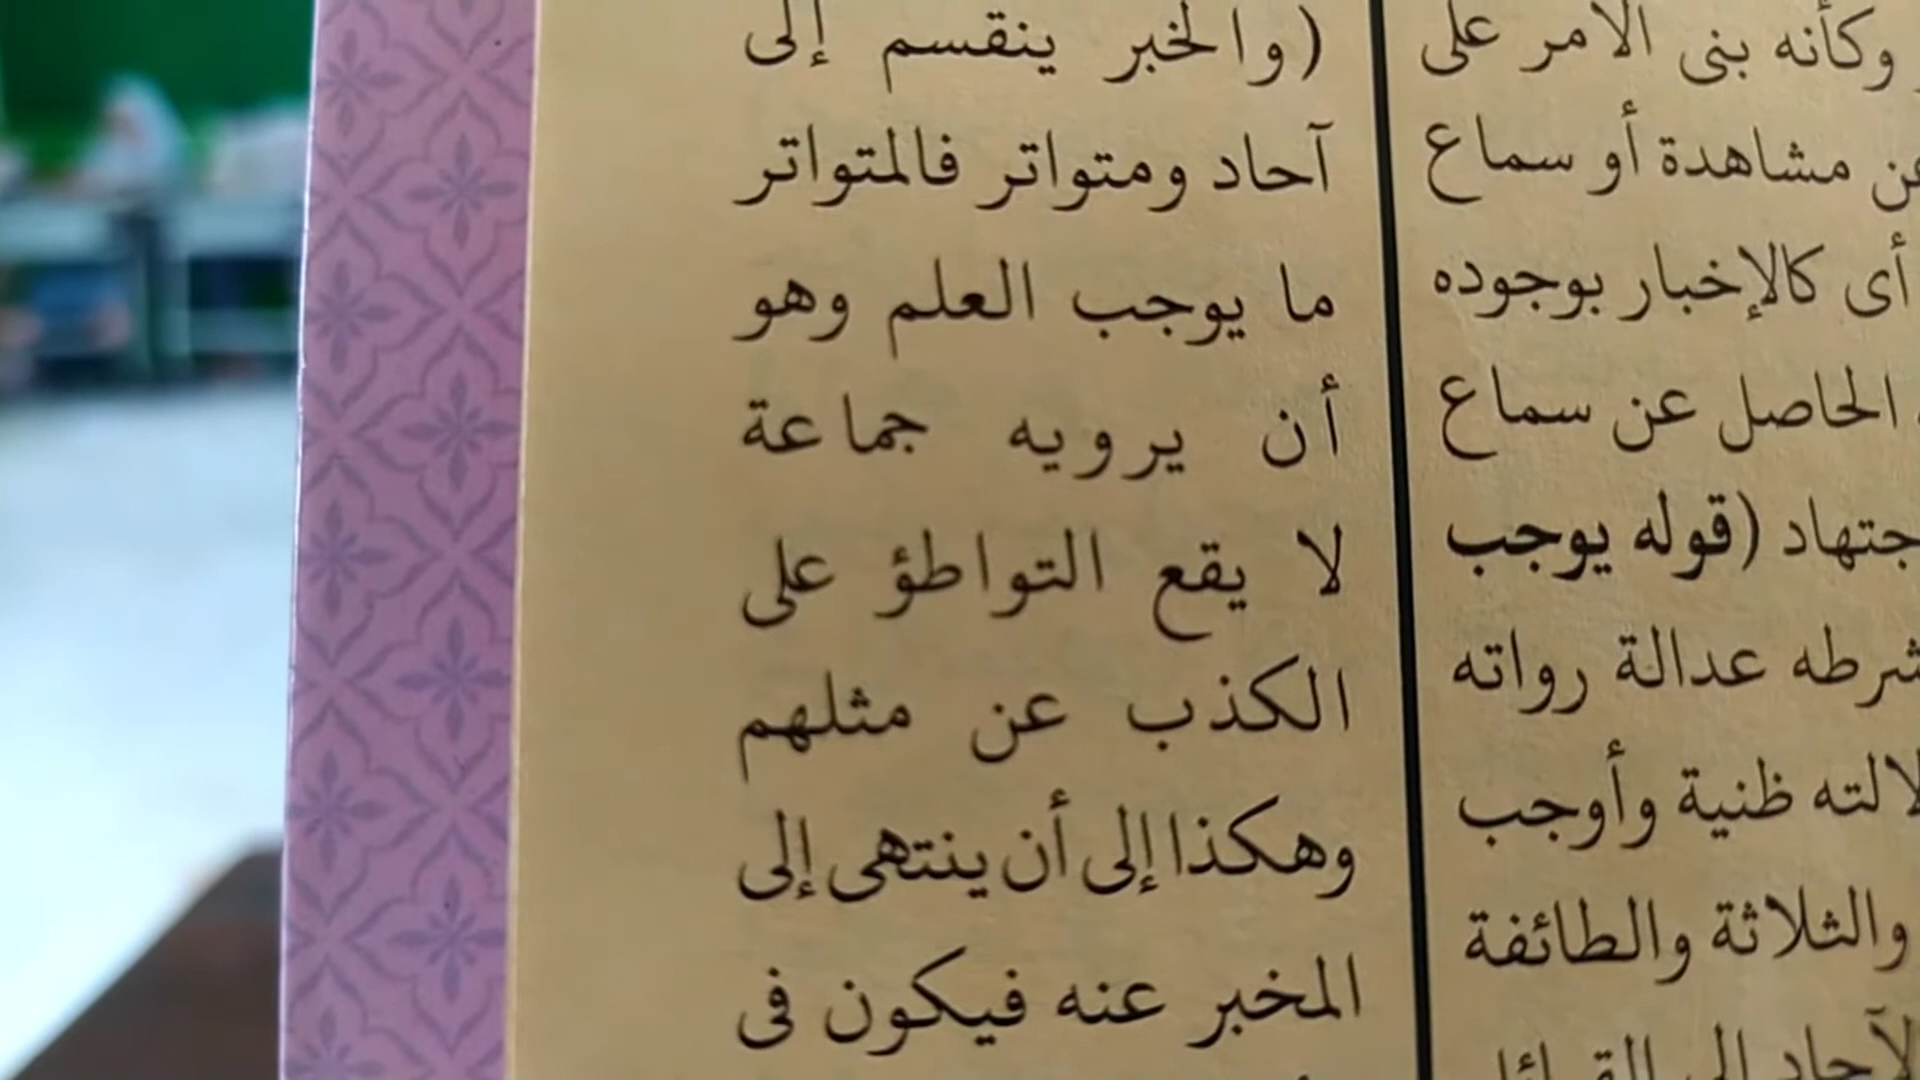 (والخبر ينقسم إلى
آحاد ومتواتر فالمتواتر
ما يوجب العلم وهو
أن يرويه جماعة
لا يقع التواطؤ على
الكذب عن مثلهم
وهكذا إلى أن ينتهى إلى
المخبر عنه فيكون فى
وكأنه بنى الأمر على
عن مشاهدة أو سماع
أى كالإخبار بوجوده
الحاصل عن سماع
(قوله يوجب
عدالة رواته
ظنية وأوجب
والثلاثة والطائفة